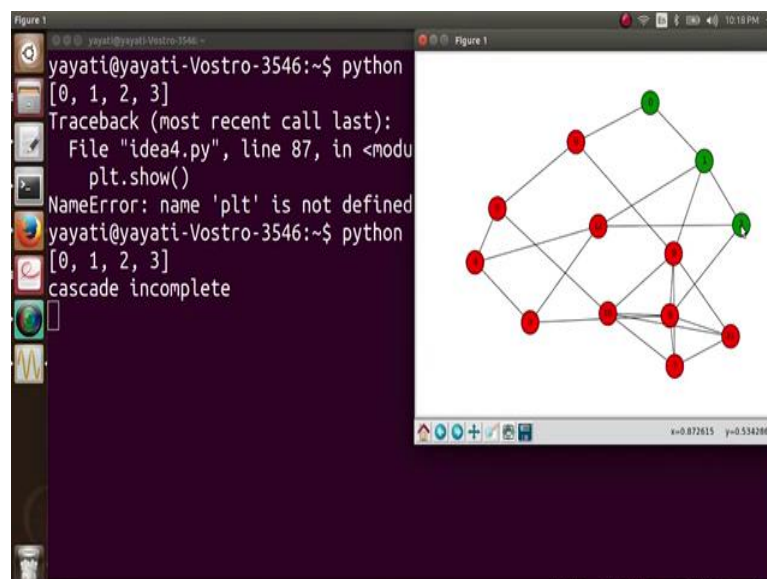 Figure 1
10:18 PM
yayati@yayati-Vostro-3546: ~
yayati@yayati-Vostro-3546:~$ python
[0, 1, 2, 3]
Traceback (most recent call last):
File "idea4.py", line 87, in <modu
plt.show()
NameError: name 'plt' is not defined
yayati@yayati-Vostro-3546:~$ python
[0, 1, 2, 3]
cascade incomplete
Figure 1
x=0.872615 y=0.534286